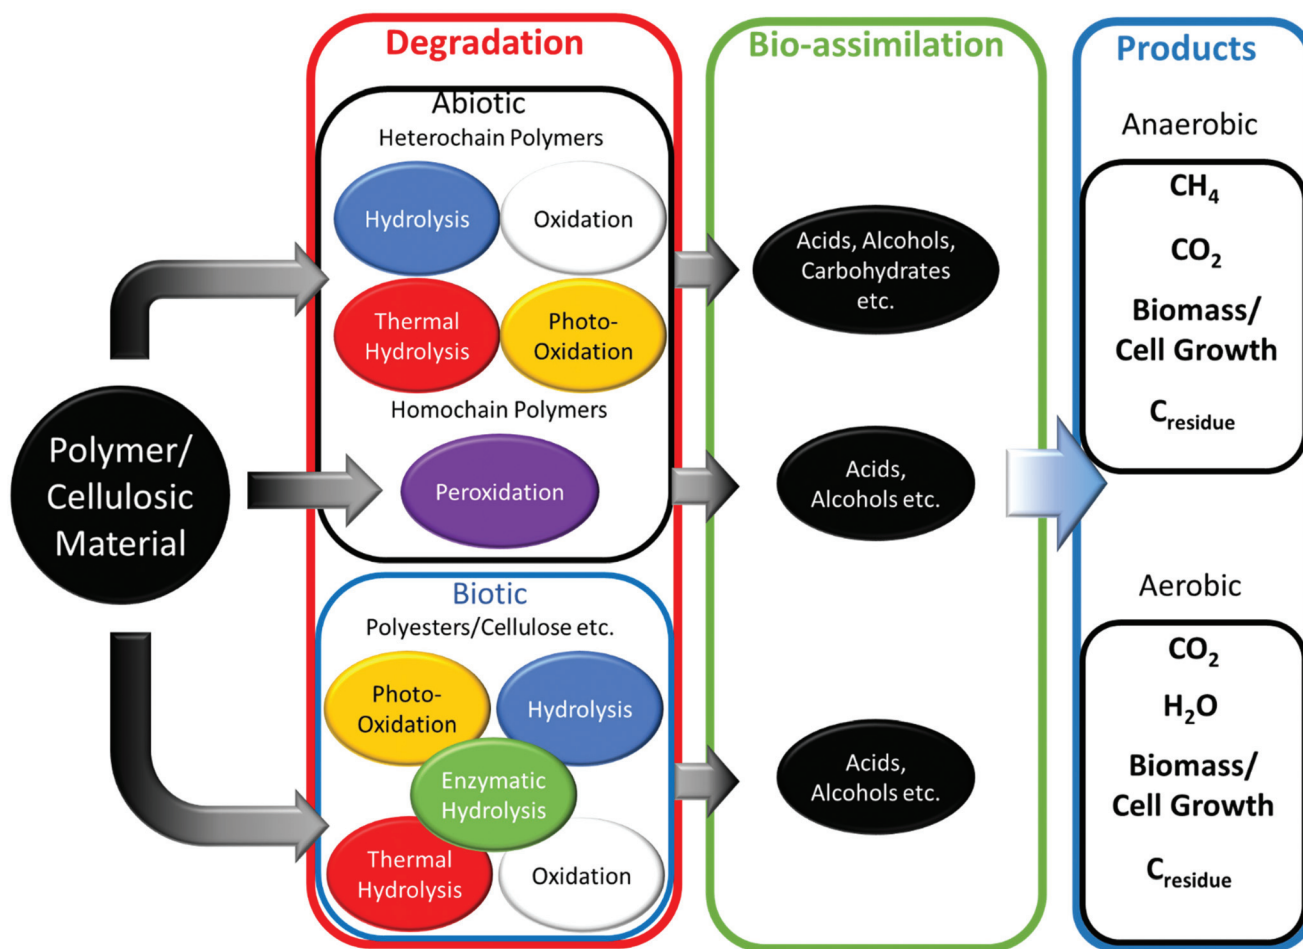 Polymer/
Cellulosic
Material
Degradation
Abiotic
Heterochain Polymers
Hydrolysis
Oxidation
Thermal
Hydrolysis
Photo-
Oxidation
Homochain Polymers
Peroxidation
Biotic
Polyesters/Cellulose etc.
Photo-
Oxidation
Hydrolysis
Enzymatic
Hydrolysis
Thermal
Hydrolysis
Oxidation
Bio-assimilation
Acids, Alcohols,
Carbohydrates
etc.
Acids,
Alcohols etc.
Acids,
Alcohols etc.
Products
Anaerobic
CH₄
CO₂
Biomass/
Cell Growth
C_residue
Aerobic
CO₂
H₂O
Biomass/
Cell Growth
C_residue